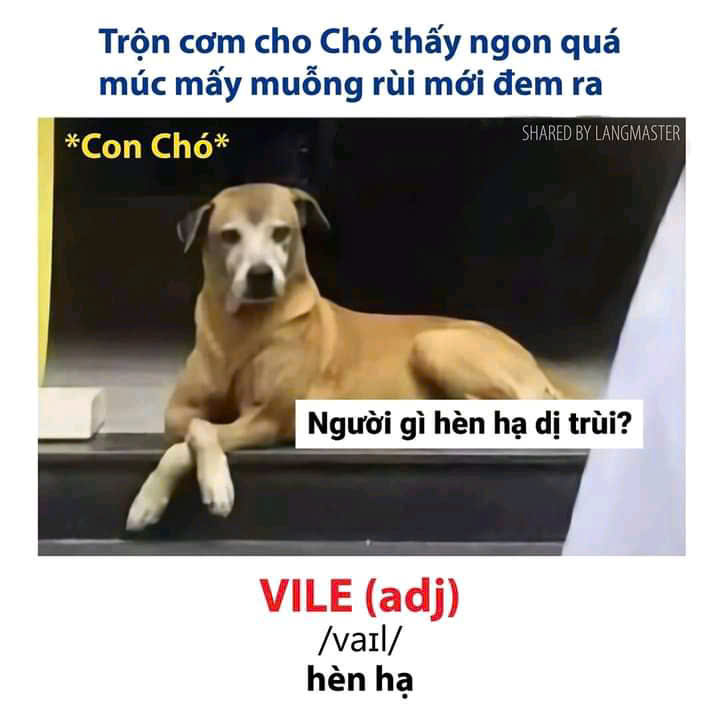 Trộn cơm cho Chó thấy ngon quá
múc mấy muỗng rùi mới đem ra
SHARED BY LANGMASTER
*Con Chó*
Người gì hèn hạ dị trùi?
VILE (adj)
/vaɪl/
hèn hạ